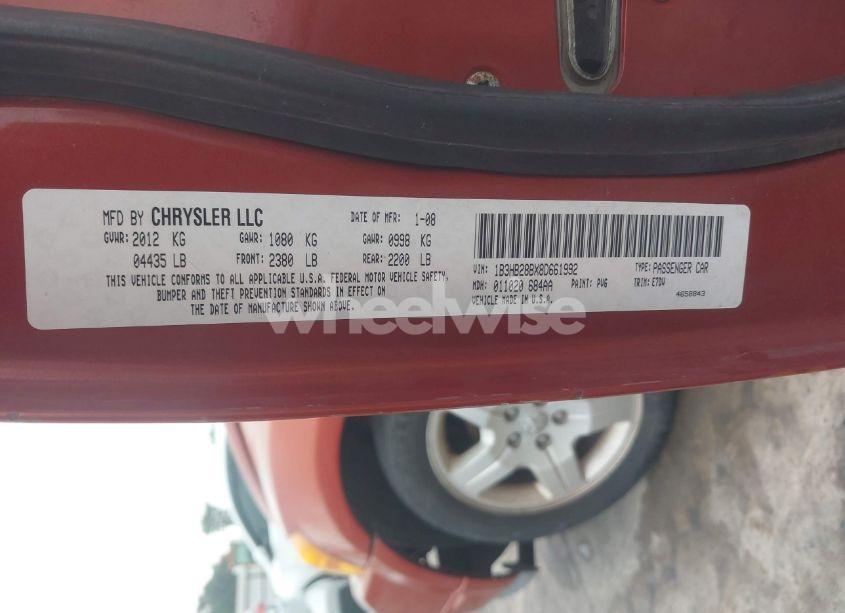 MFD BY CHRYSLER LLC DATE OF MFR: 1-08
GVWR: 2012 KG GAWR: 1080 KG GAWR: 0998 KG
04435 LB FRONT: 2380 LB REAR: 2200 LB
THIS VEHICLE CONFORMS TO ALL APPLICABLE U.S.A. FEDERAL MOTOR VEHICLE SAFETY,
BUMPER AND THEFT PREVENTION STANDARDS IN EFFECT ON
THE DATE OF MANUFACTURE SHOWN ABOVE.
VIN: 1B3HB28BX8D661992 TYPE: PASSENGER CAR
MDH: 011020 684AA PAINT: PVG TRIM: E7DV
VEHICLE MADE IN U.S.A. 4658843
wheelwise